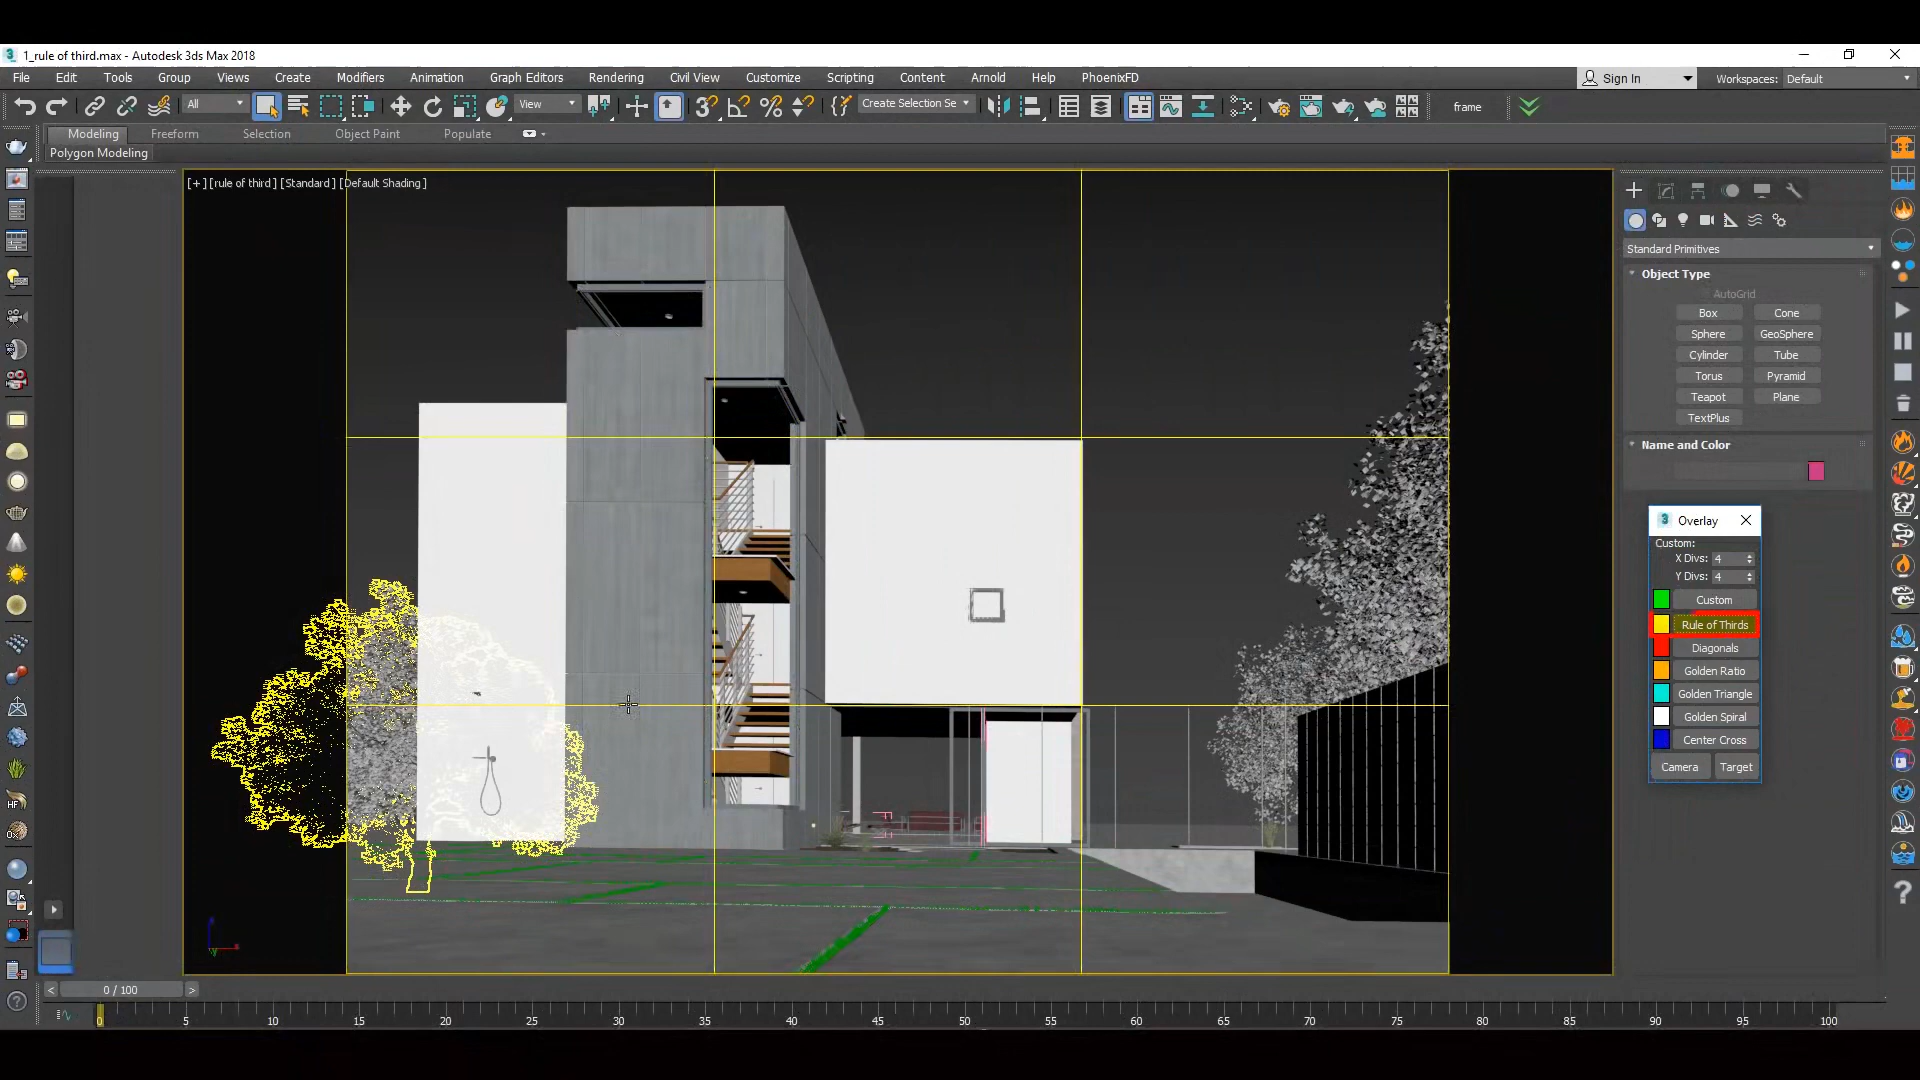 1_rule of third.max - Autodesk 3ds Max 2018
File Edit Tools Group Views Create Modifiers Animation Graph Editors Rendering Civil View Customize Scripting Content Arnold Help PhoenixFD
Sign In Workspaces: Default
All View Create Selection Se frame
Modeling Freeform Selection Object Paint Populate
Polygon Modeling
[+] [rule of third] [Standard] [Default Shading]
Standard Primitives
Object Type
AutoGrid
Box Cone
Sphere GeoSphere
Cylinder Tube
Torus Pyramid
Teapot Plane
TextPlus
Name and Color
3 Overlay
Custom:
X Divs: 4
Y Divs: 4
Custom
Rule of Thirds
Diagonals
Golden Ratio
Golden Triangle
Golden Spiral
Center Cross
Camera Target
HF
< 0 / 100 >
0 5 10 15 20 25 30 35 40 45 50 55 60 65 70 75 80 85 90 95 100